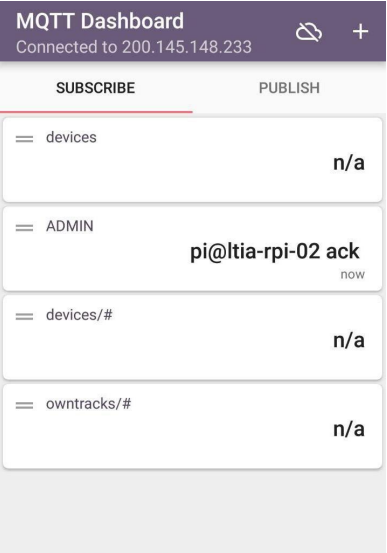 MQTT Dashboard
Connected to 200.145.148.233
SUBSCRIBE PUBLISH
devices
n/a
ADMIN
pi@ltia-rpi-02 ack
now
devices/#
n/a
owntracks/#
n/a